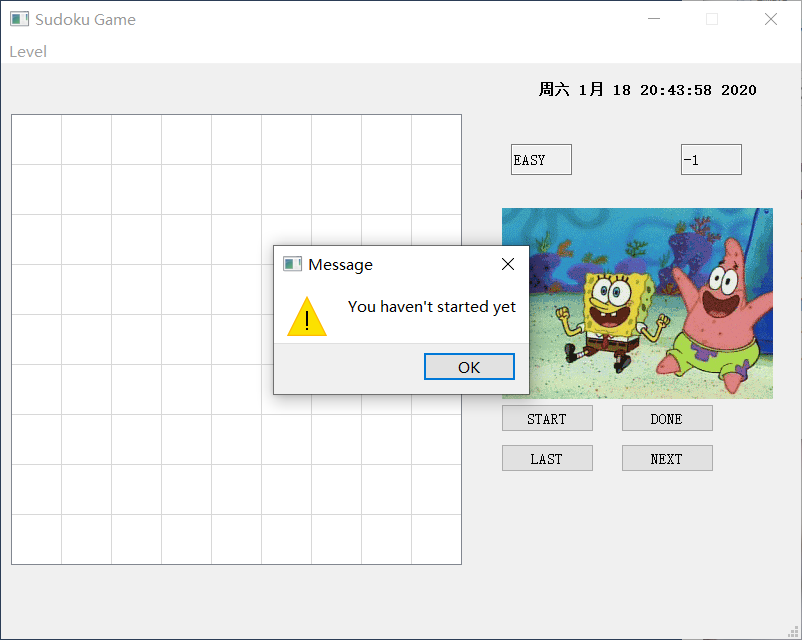 Sudoku Game
Level
周六 1月 18 20:43:58 2020
EASY
-1
Message
You haven't started yet
OK
START
DONE
LAST
NEXT